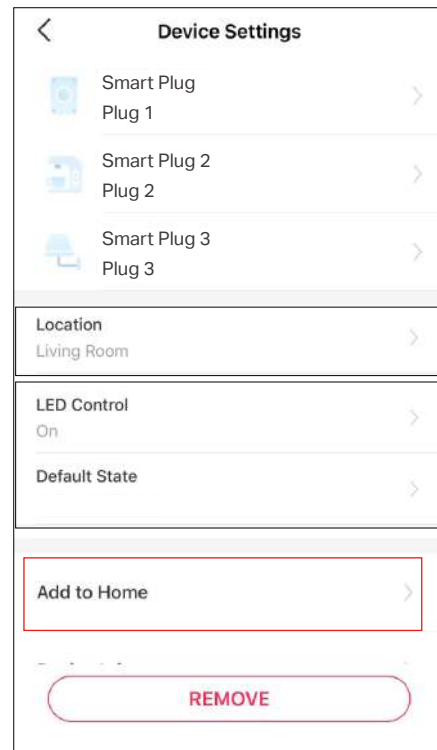 Device Settings
Smart Plug
Plug 1
Smart Plug 2
Plug 2
Smart Plug 3
Plug 3
Location
Living Room
LED Control
On
Default State
Add to Home
REMOVE